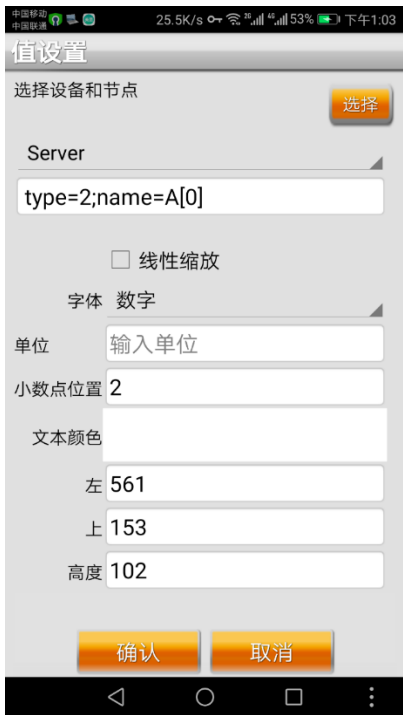 中国移动
中国联通
25.5K/s 2G 4G 53% 下午1:03
值设置
选择设备和节点
选择
Server
type=2;name=A[0]
线性缩放
字体 数字
单位 输入单位
小数点位置 2
文本颜色
左 561
上 153
高度 102
确认 取消